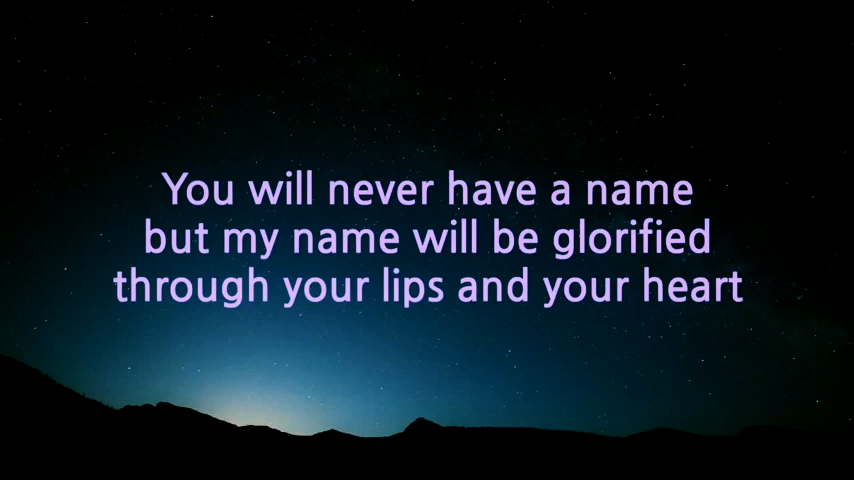 You will never have a name
but my name will be glorified
through your lips and your heart